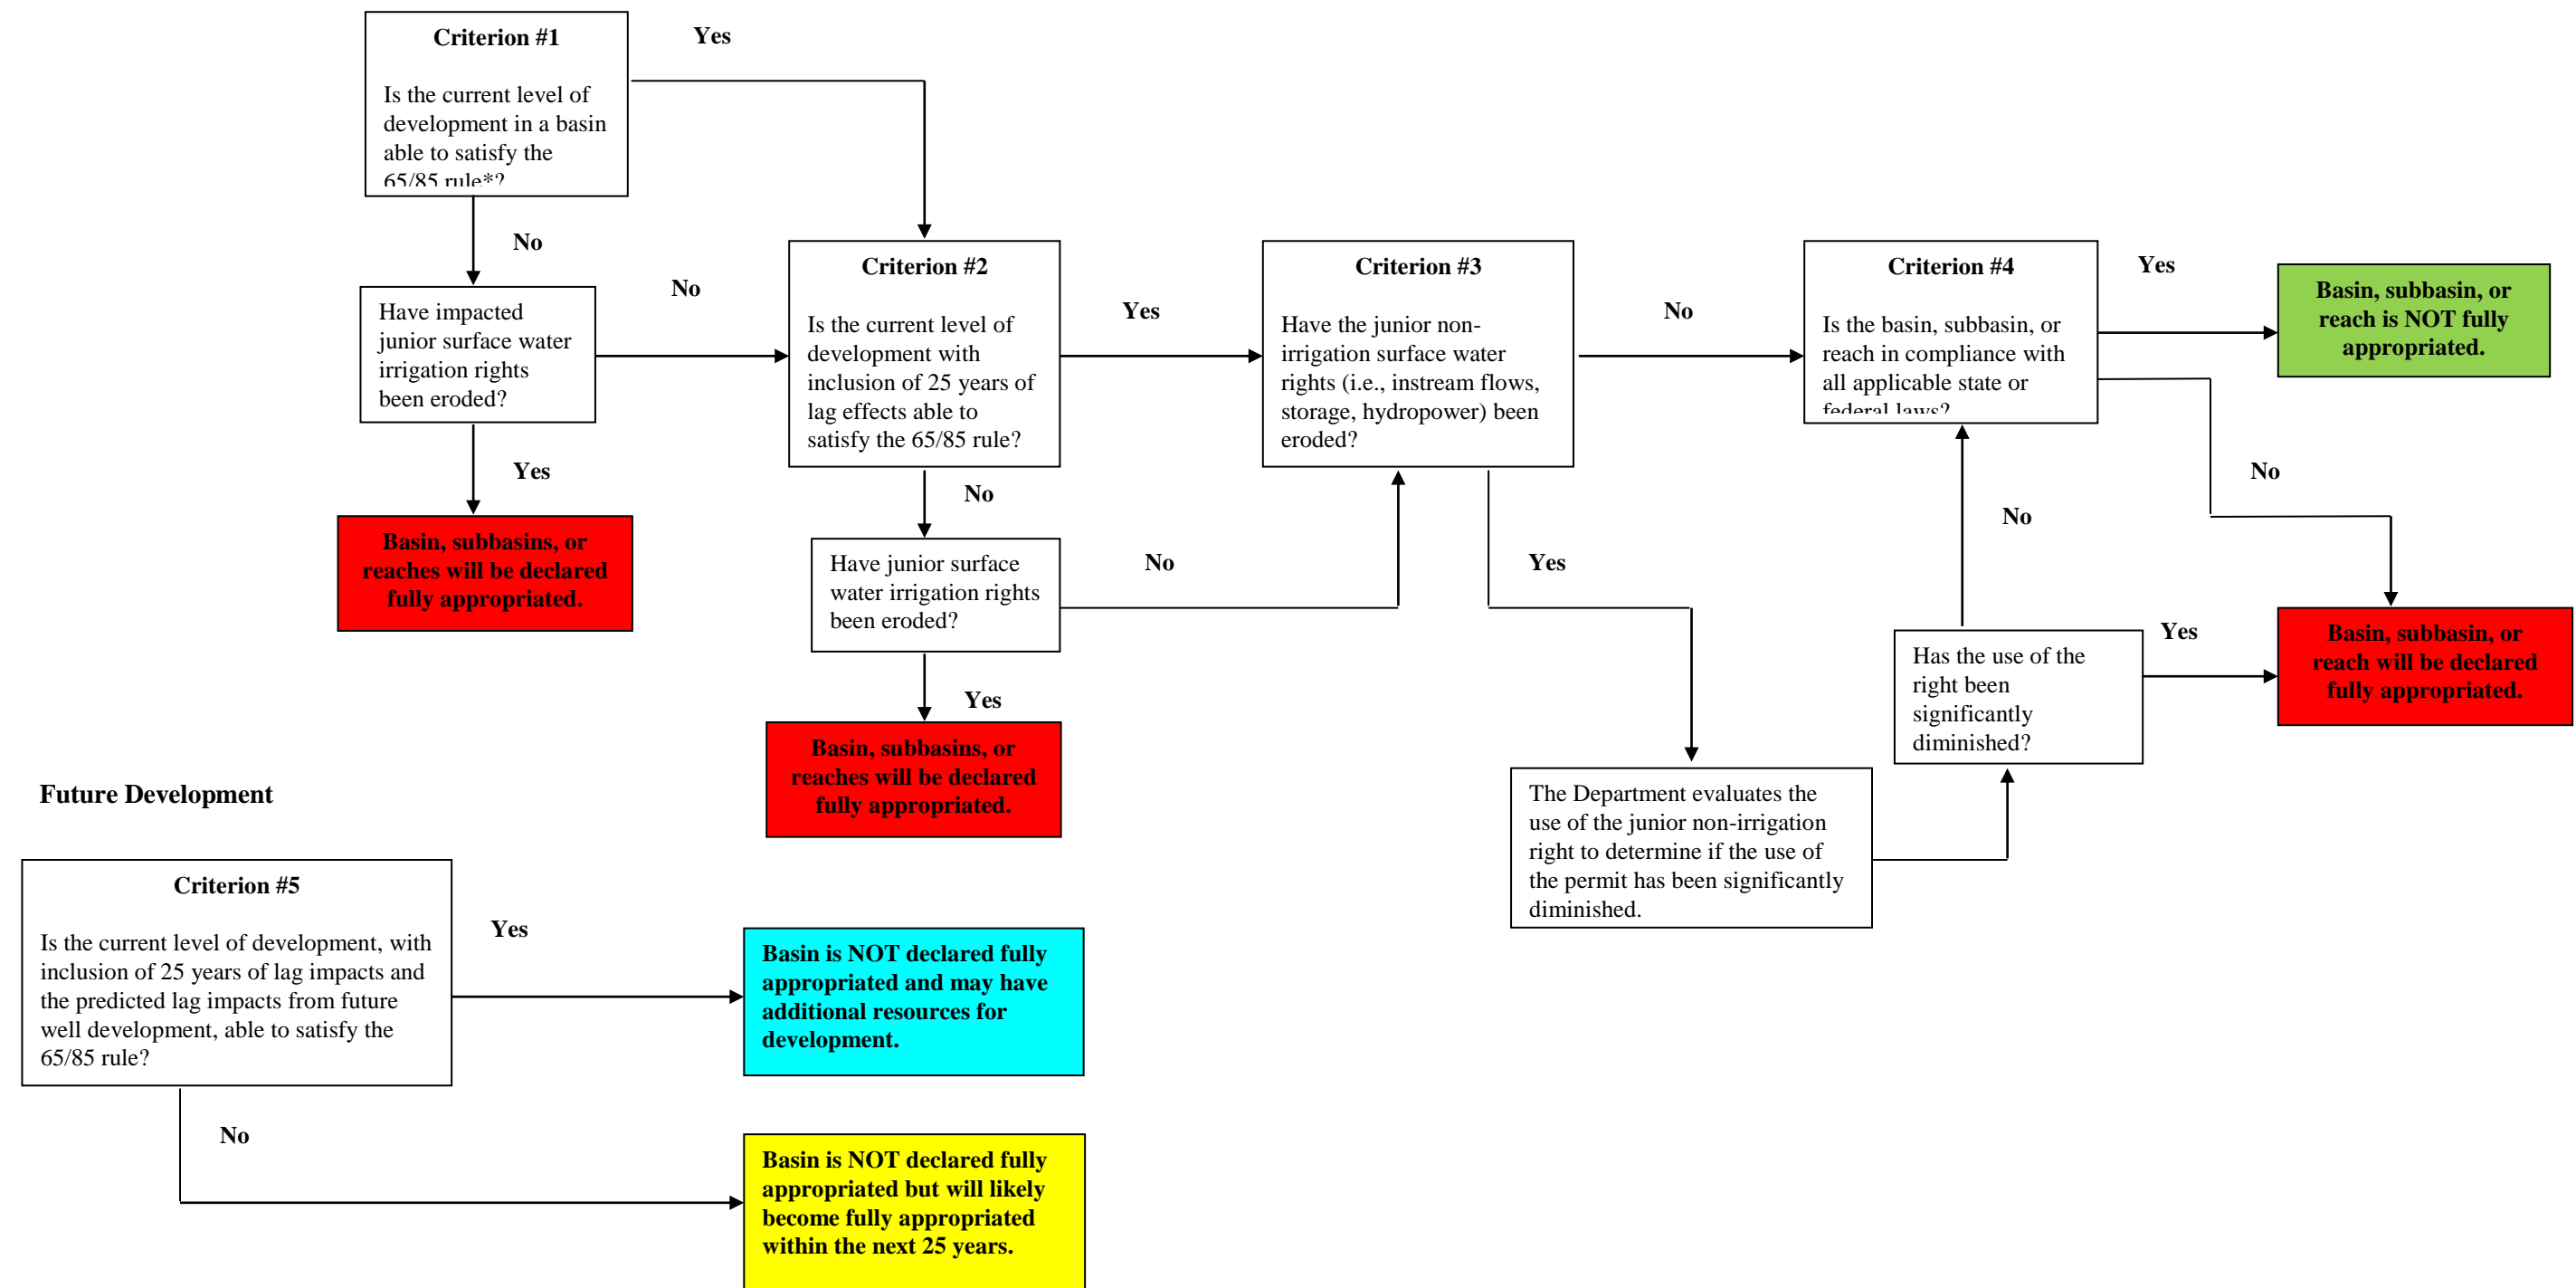 Criterion #1
Is the current level of
development in a basin
able to satisfy the
65/85 rule*?
Yes
No
Have impacted
junior surface water
irrigation rights
been eroded?
No
Yes
Basin, subbasins, or
reaches will be declared
fully appropriated.
Criterion #2
Is the current level of
development with
inclusion of 25 years of
lag effects able to
satisfy the 65/85 rule?
Yes
No
Have junior surface
water irrigation rights
been eroded?
No
Yes
Basin, subbasins, or
reaches will be declared
fully appropriated.
Criterion #3
Have the junior non-
irrigation surface water
rights (i.e., instream flows,
storage, hydropower) been
eroded?
No
Yes
The Department evaluates the
use of the junior non-irrigation
right to determine if the use of
the permit has been significantly
diminished.
Criterion #4
Is the basin, subbasin, or
reach in compliance with
all applicable state or
federal laws?
Yes
Basin, subbasin, or
reach is NOT fully
appropriated.
No
No
Has the use of the
right been
significantly
diminished?
Yes
Basin, subbasin, or
reach will be declared
fully appropriated.
Future Development
Criterion #5
Is the current level of development, with
inclusion of 25 years of lag impacts and
the predicted lag impacts from future
well development, able to satisfy the
65/85 rule?
Yes
Basin is NOT declared fully
appropriated and may have
additional resources for
development.
No
Basin is NOT declared fully
appropriated but will likely
become fully appropriated
within the next 25 years.